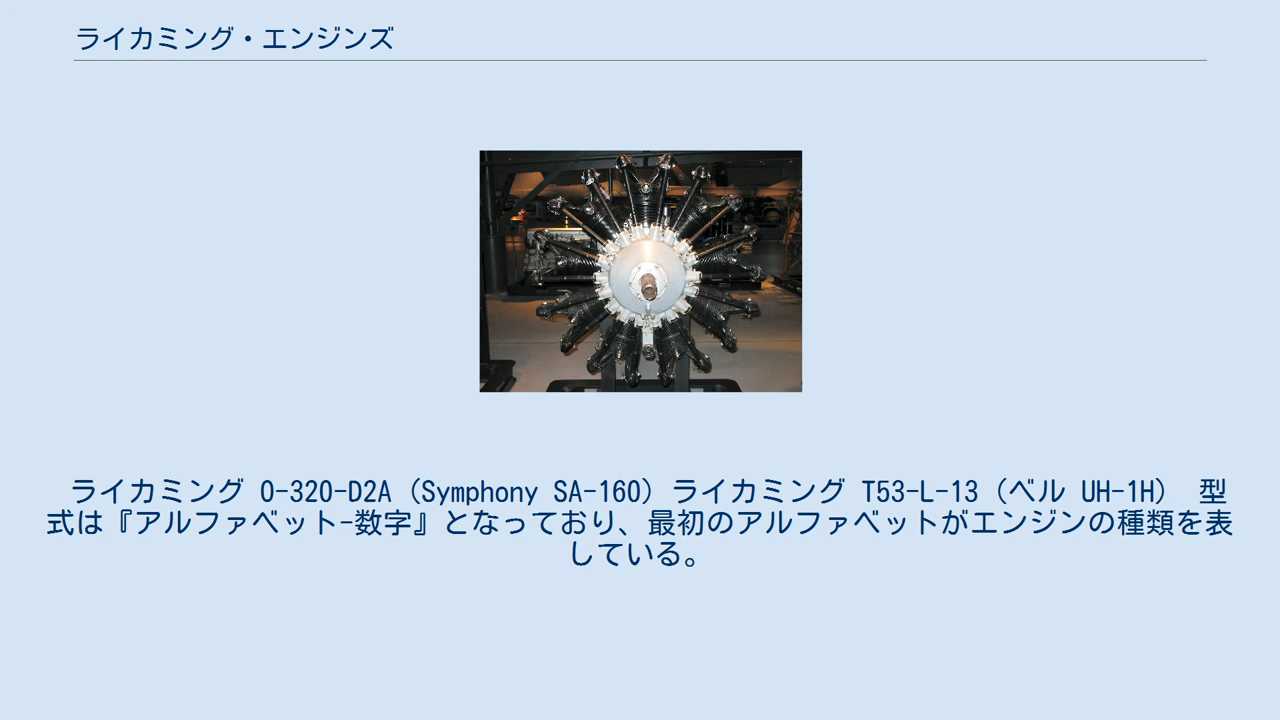 ライカミング・エンジンズ
ライカミング O-320-D2A（Symphony SA-160）ライカミング T53-L-13（ベル UH-1H） 型
式は『アルファベット-数字』となっており、最初のアルファベットがエンジンの種類を表
している。